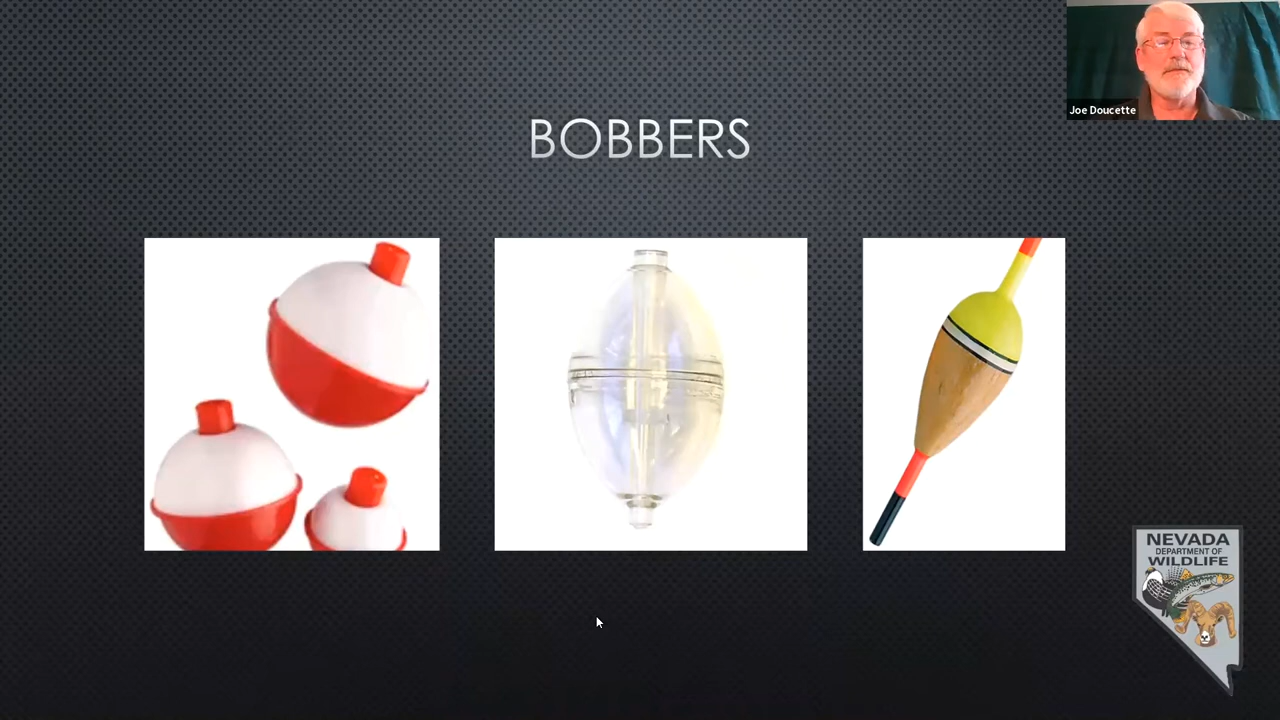 BOBBERS
Joe Doucette
NEVADA
DEPARTMENT OF
WILDLIFE